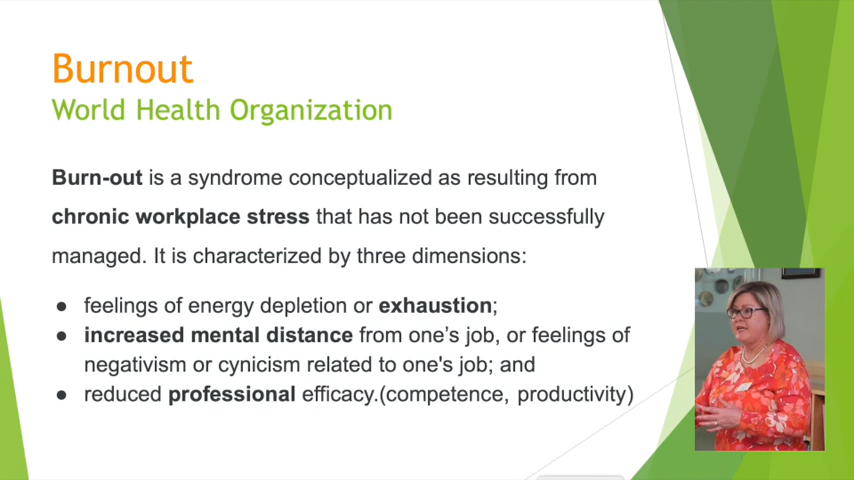 Burnout
World Health Organization
Burn-out is a syndrome conceptualized as resulting from
chronic workplace stress that has not been successfully
managed. It is characterized by three dimensions:
● feelings of energy depletion or exhaustion;
● increased mental distance from one’s job, or feelings of
negativism or cynicism related to one's job; and
● reduced professional efficacy.(competence, productivity)